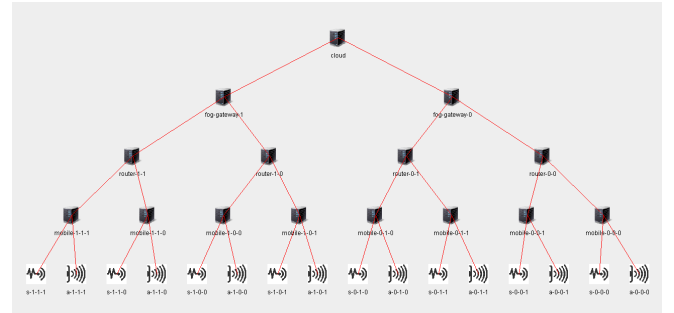 cloud
fog-gateway-1 fog-gateway-0
router-1-1 router-1-0 router-0-1 router-0-0
mobile-1-1-1 mobile-1-1-0 mobile-1-0-0 mobile-1-0-1 mobile-0-1-0 mobile-0-1-1 mobile-0-0-1 mobile-0-0-0
s-1-1-1 a-1-1-1 s-1-1-0 a-1-1-0 s-1-0-0 a-1-0-0 s-1-0-1 a-1-0-1 s-0-1-0 a-0-1-0 s-0-1-1 a-0-1-1 s-0-0-1 a-0-0-1 s-0-0-0 a-0-0-0